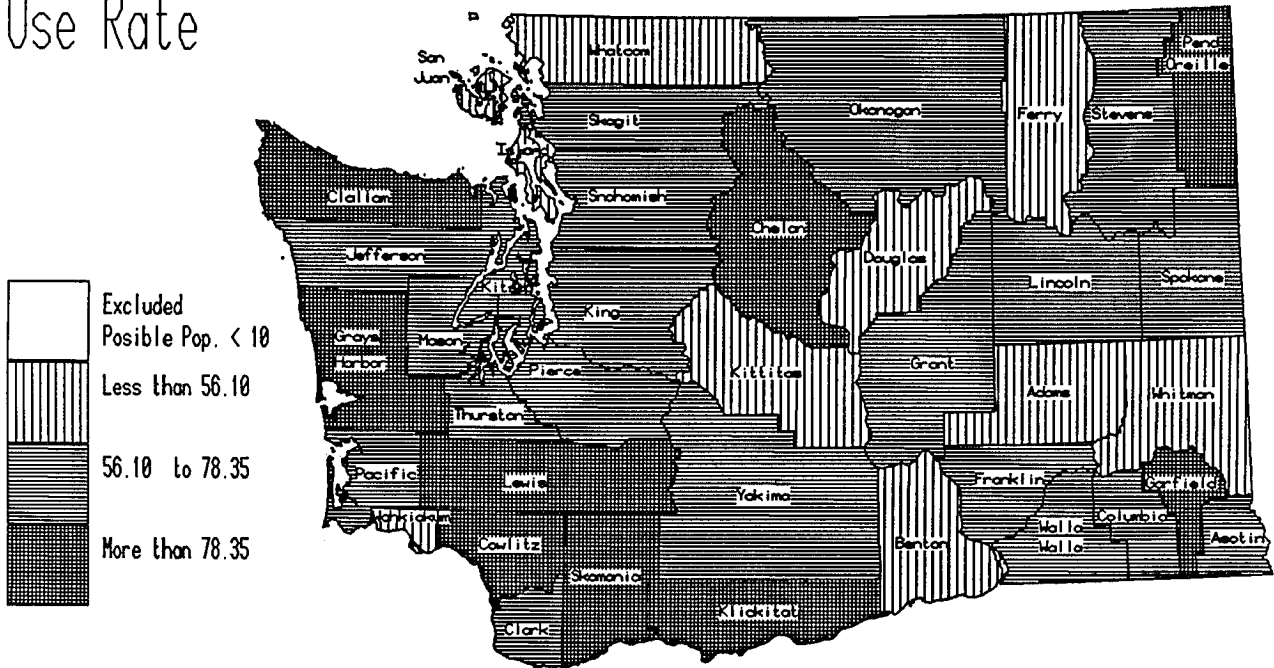 Use Rate
Excluded
Posible Pop. < 10
Less than 56.10
56.10 to 78.35
More than 78.35
San
Juan
Whatcom
Pend
Oreille
Okanogan
Ferry
Stevens
Skagit
Island
Clallam
Snohomish
Chelan
Jefferson
Douglas
Kitsap
Lincoln
Spokane
King
Grays
Harbor
Mason
Pierce
Kittitas
Grant
Adams
Whitman
Thurston
Pacific
Lewis
Yakima
Franklin
Garfield
Wahkiakum
Cowlitz
Benton
Walla
Walla
Columbia
Asotin
Skamania
Klickitat
Clark